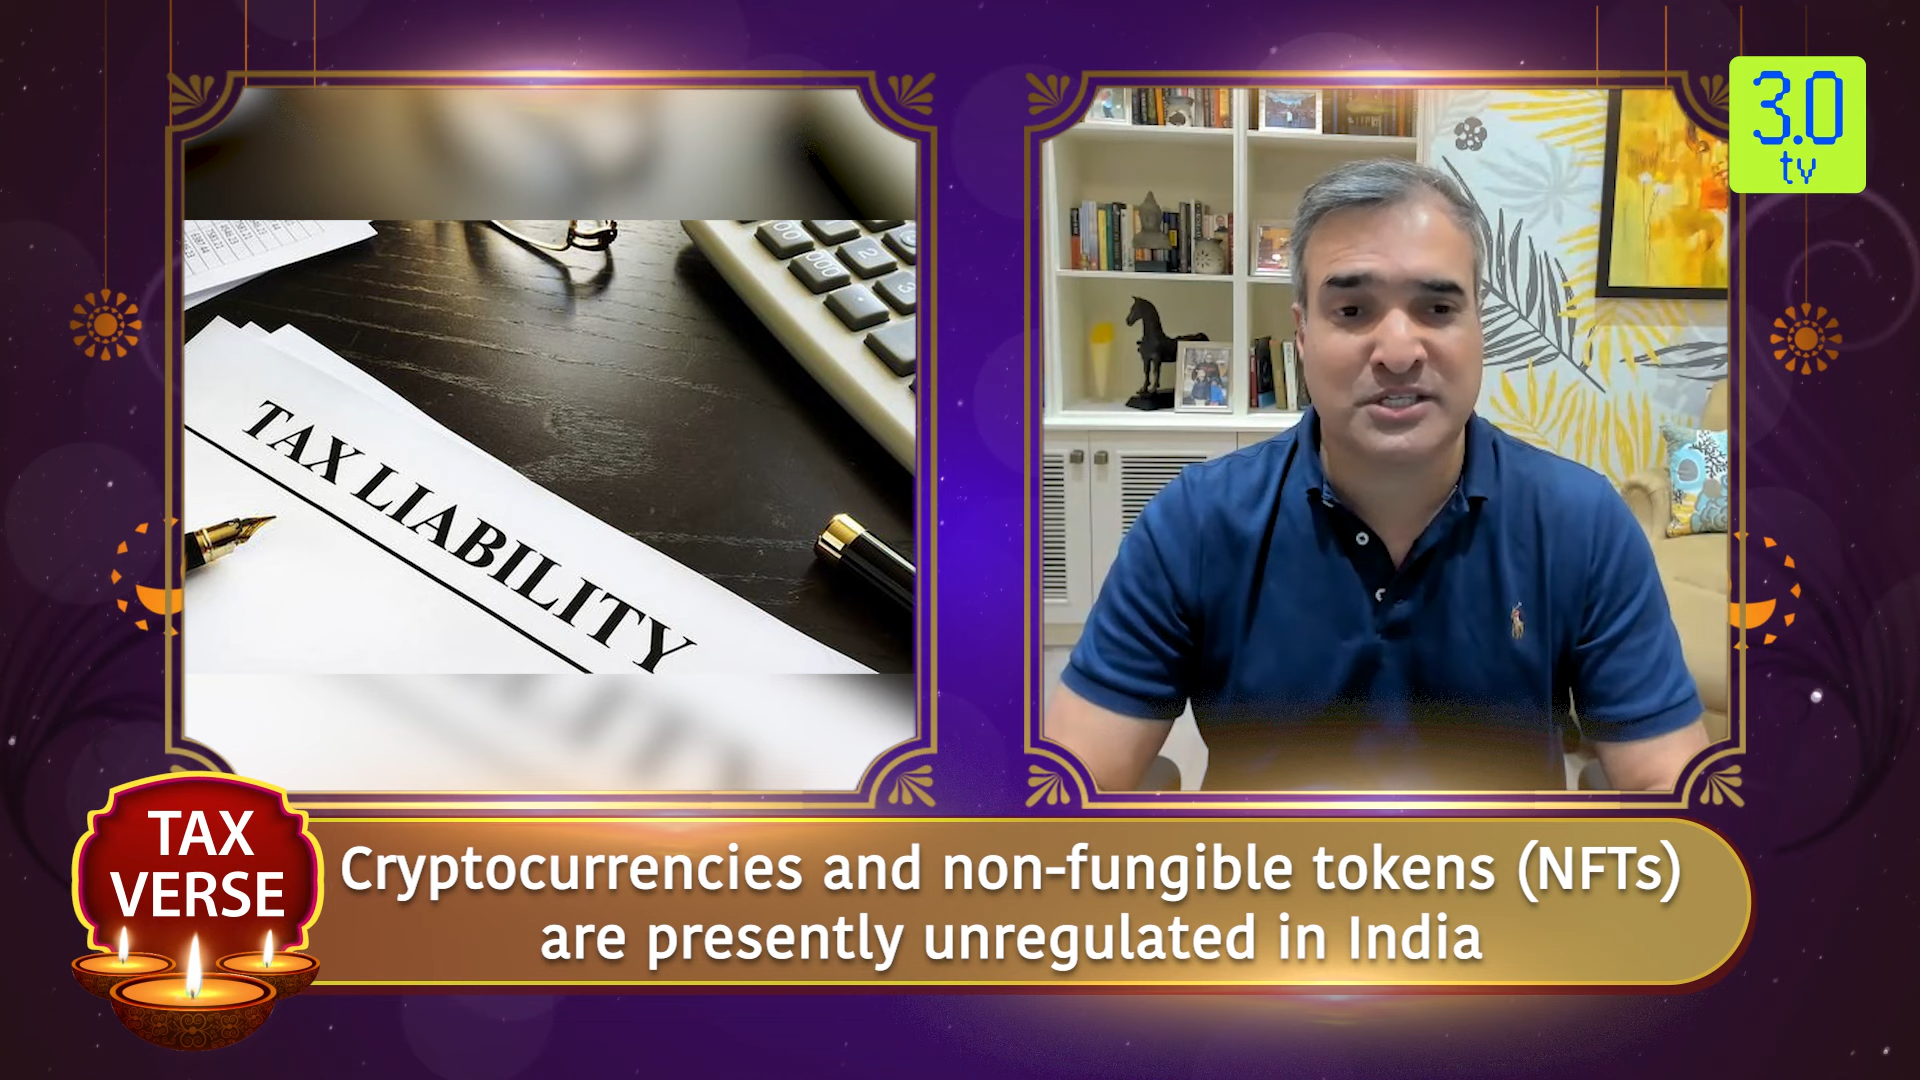 3.0
tv
TAX LIABILITY
TAX
VERSE
Cryptocurrencies and non-fungible tokens (NFTs)
are presently unregulated in India